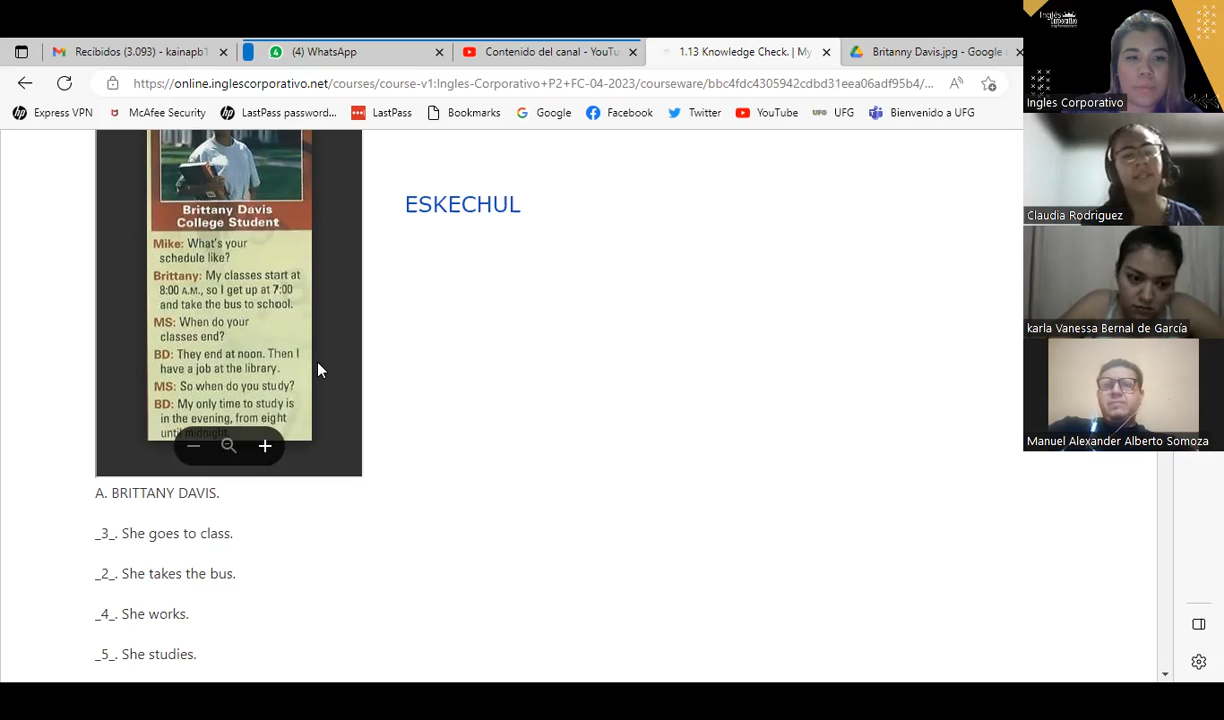 Recibidos (3.093) - kainapb1
4
(4) WhatsApp
Contenido del canal - YouTu
1.13 Knowledge Check. | My
Britanny Davis.jpg - Google
https://online.inglescorporativo.net/courses/course-v1:Ingles-Corporativo+P2+FC-04-2023/courseware/bbc4fdc4305942cdbd31eea06adf95b4/...
Express VPN
McAfee Security
LastPass password...
LastPass
Bookmarks
Google
Facebook
Twitter
YouTube
UFG
Bienvenido a UFG
Brittany Davis
College Student
Mike: What's your
schedule like?
Brittany: My classes start at
8:00 A.M., so I get up at 7:00
and take the bus to school.
MS: When do your
classes end?
BD: They end at noon. Then I
have a job at the library.
MS: So when do you study?
BD: My only time to study is
in the evening, from eight
until midnight.
ESKECHUL
A. BRITTANY DAVIS.
_3_. She goes to class.
_2_. She takes the bus.
_4_. She works.
_5_. She studies.
Inglés
Corporativo
Ingles Corporativo
Claudia Rodriguez
karla Vanessa Bernal de García
Manuel Alexander Alberto Somoza